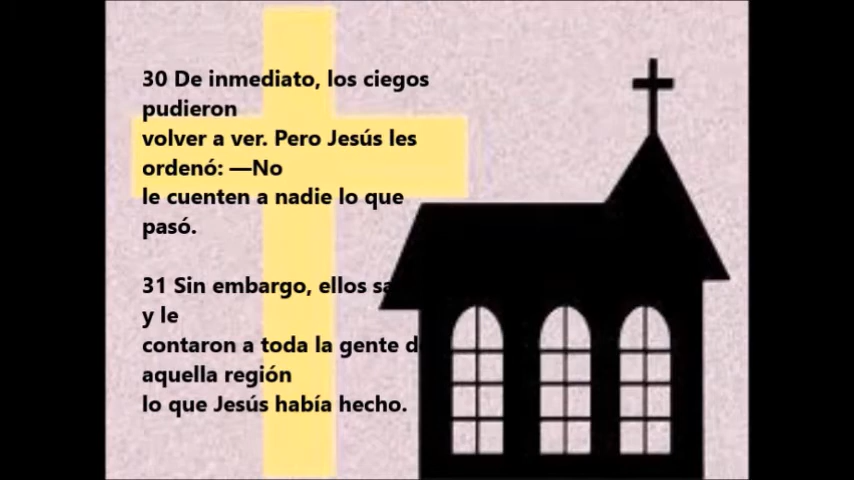 30 De inmediato, los ciegos
pudieron
volver a ver. Pero Jesús les
ordenó: —No
le cuenten a nadie lo que
pasó.
31 Sin embargo, ellos
y le
contaron a toda la gente
aquella región
lo que Jesús había hecho.